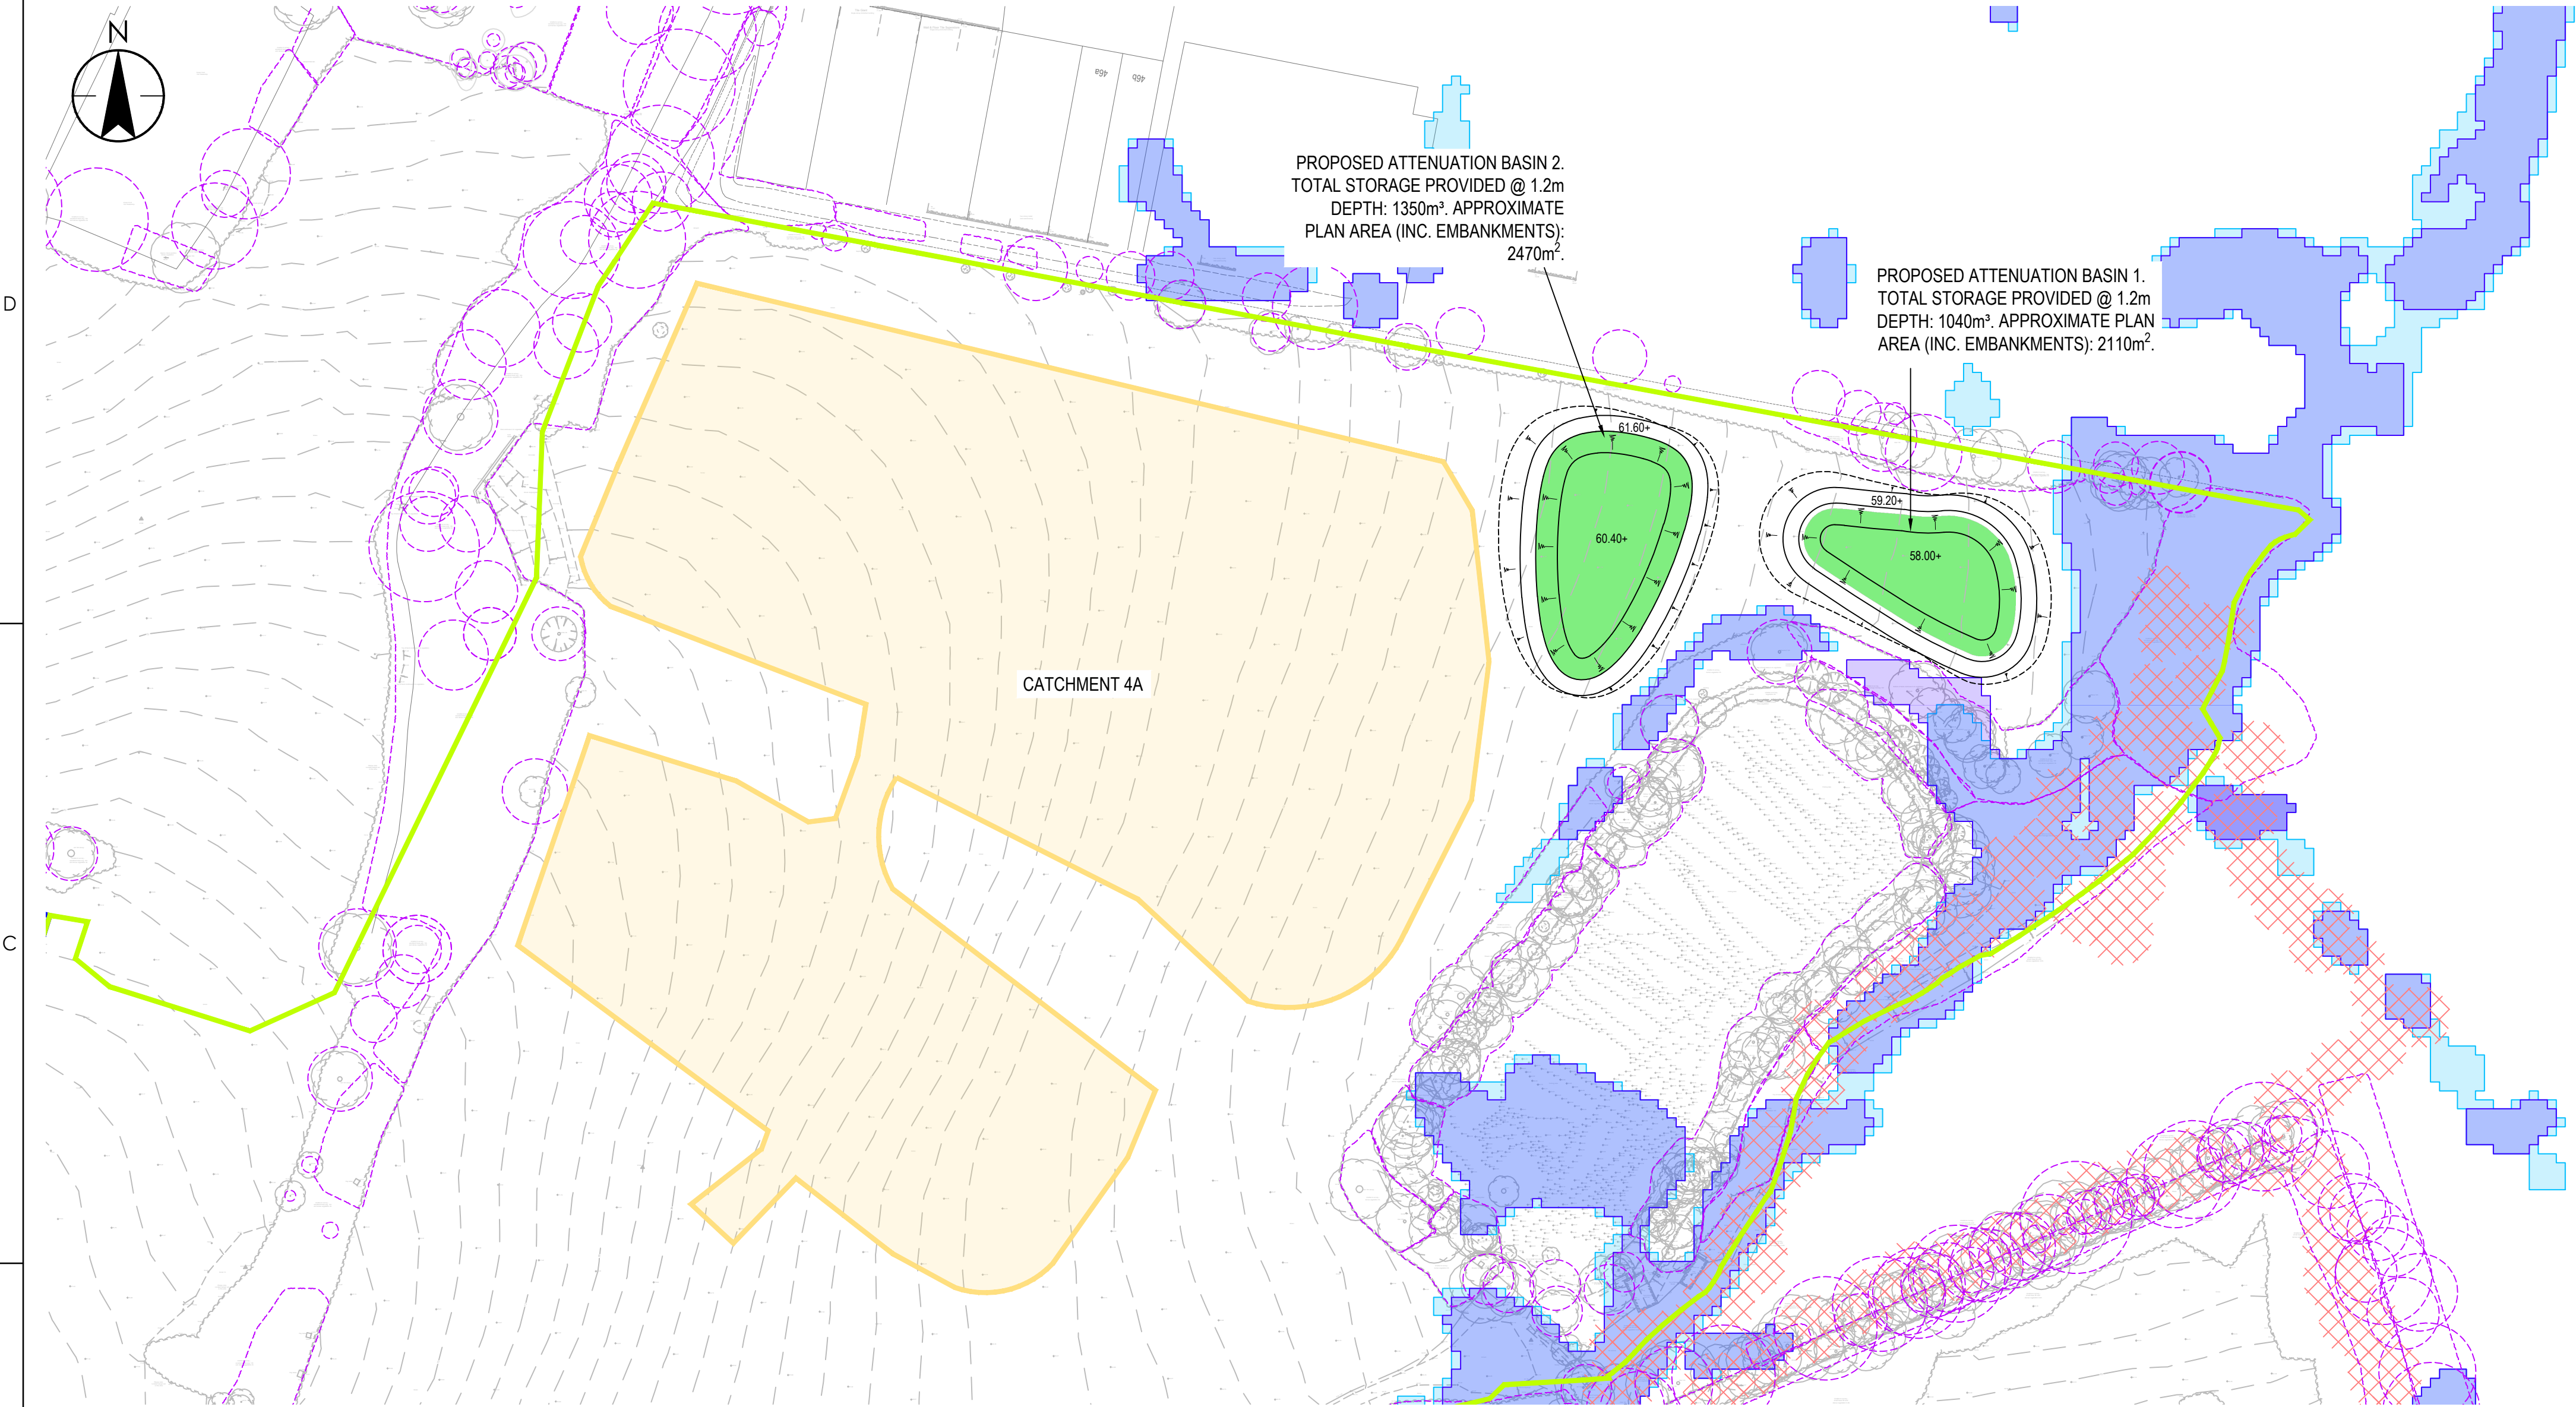 N
46a
46b
PROPOSED ATTENUATION BASIN 2.
TOTAL STORAGE PROVIDED @ 1.2m
DEPTH: 1350m³. APPROXIMATE
PLAN AREA (INC. EMBANKMENTS):
2470m².
PROPOSED ATTENUATION BASIN 1.
TOTAL STORAGE PROVIDED @ 1.2m
DEPTH: 1040m³. APPROXIMATE PLAN
AREA (INC. EMBANKMENTS): 2110m².
D
61.60+
59.20+
60.40+
58.00+
CATCHMENT 4A
C